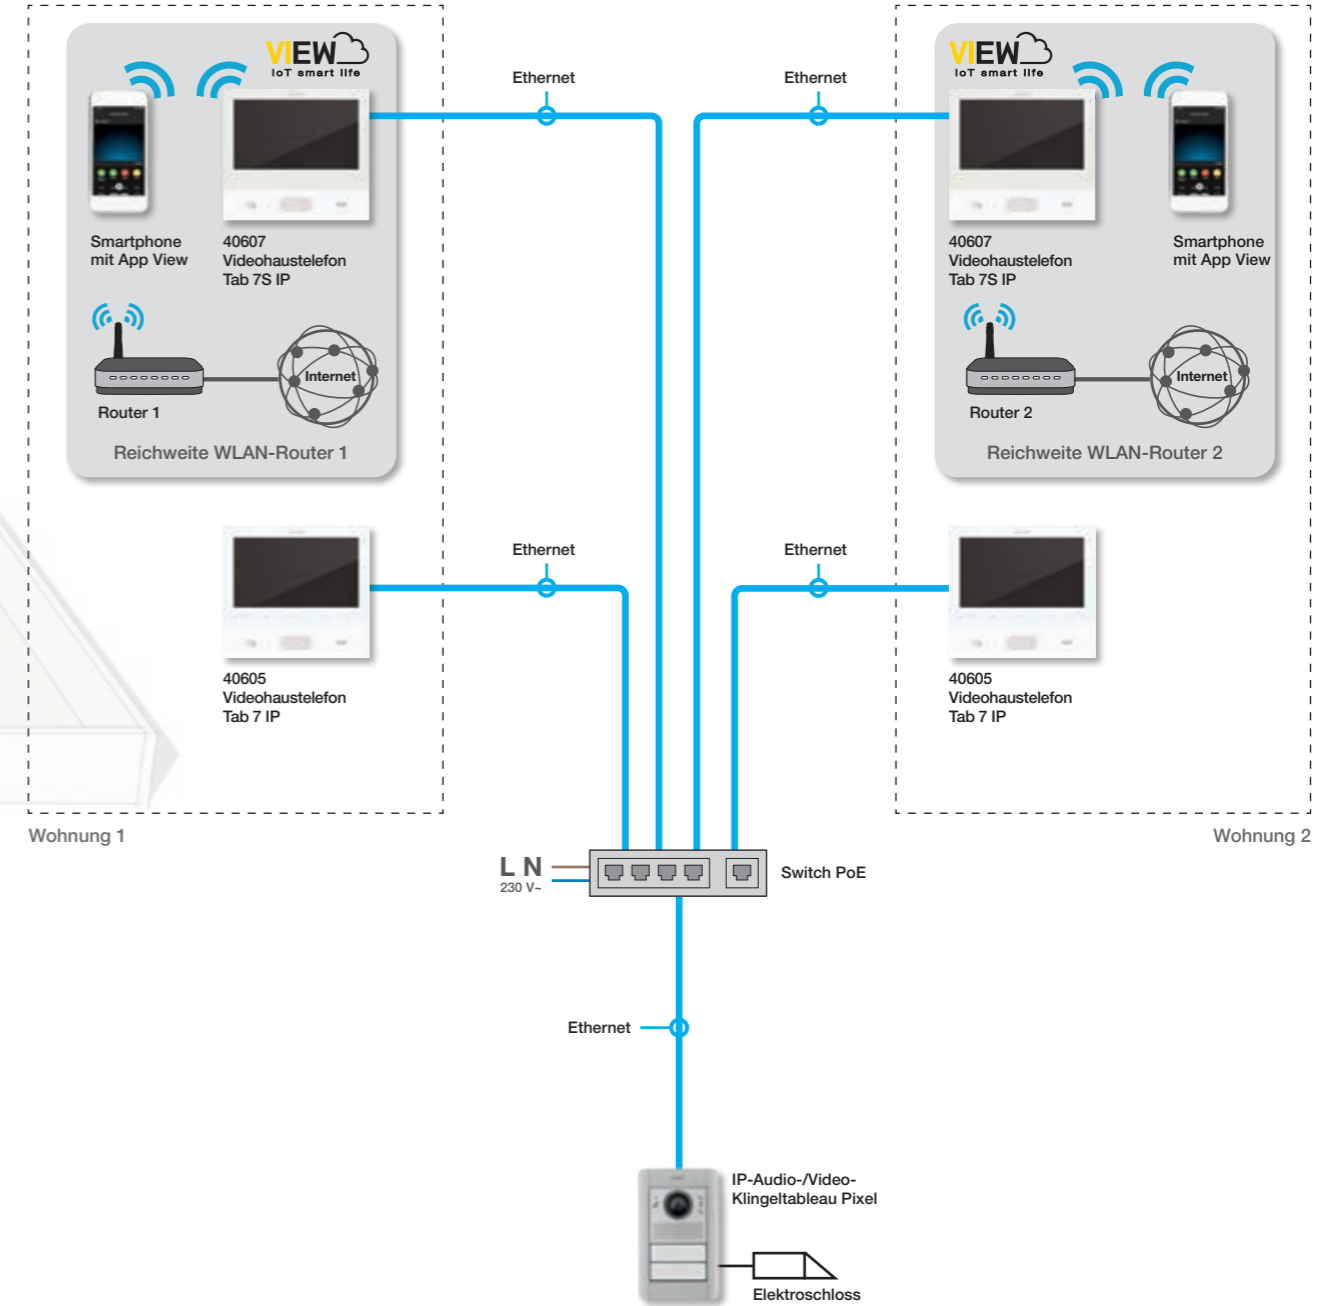 VIEW
IoT smart life
Smartphone
mit App View
40607
Videohaustelefon
Tab 7S IP
Router 1
Internet
Reichweite WLAN-Router 1
Ethernet
Ethernet
VIEW
IoT smart life
40607
Videohaustelefon
Tab 7S IP
Smartphone
mit App View
Router 2
Internet
Reichweite WLAN-Router 2
Ethernet
Ethernet
40605
Videohaustelefon
Tab 7 IP
40605
Videohaustelefon
Tab 7 IP
Wohnung 1
Wohnung 2
L N
230 V~
Switch PoE
Ethernet
IP-Audio-/Video-
Klingeltableau Pixel
Elektroschloss